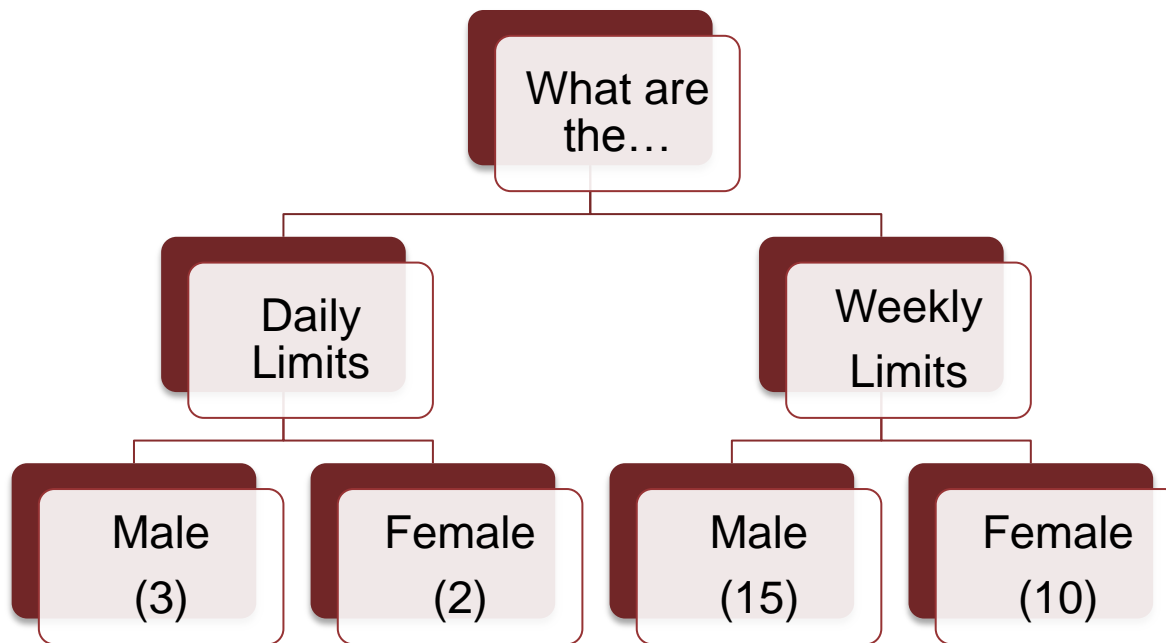 What are
the…
Daily
Limits
Weekly
Limits
Male
(3)
Female
(2)
Male
(15)
Female
(10)